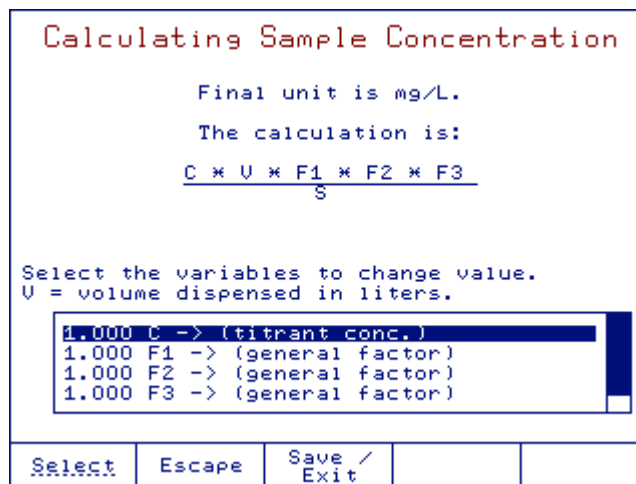 Calculating Sample Concentration
Final unit is mg/L.
The calculation is:
C * V * F1 * F2 * F3
S
Select the variables to change value.
V = volume dispensed in liters.
1.000 C -> (titrant conc.)
1.000 F1 -> (general factor)
1.000 F2 -> (general factor)
1.000 F3 -> (general factor)
Select Escape Save /
Exit